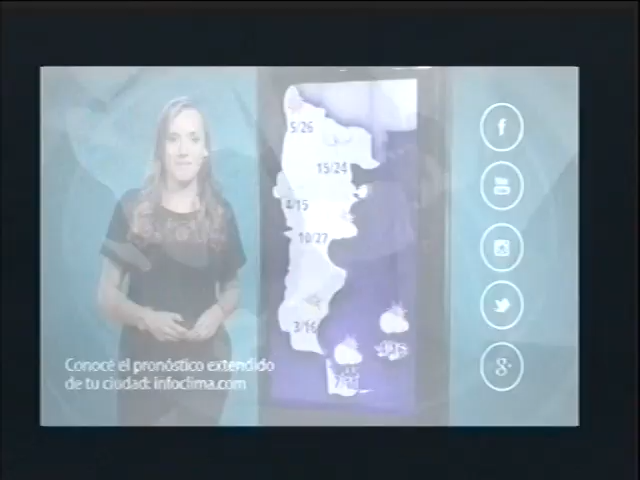 5/26
15/24
4/15
10/27
3/16
Conocé el pronóstico extendido
de tu ciudad: infoclima.com
f
You
g+